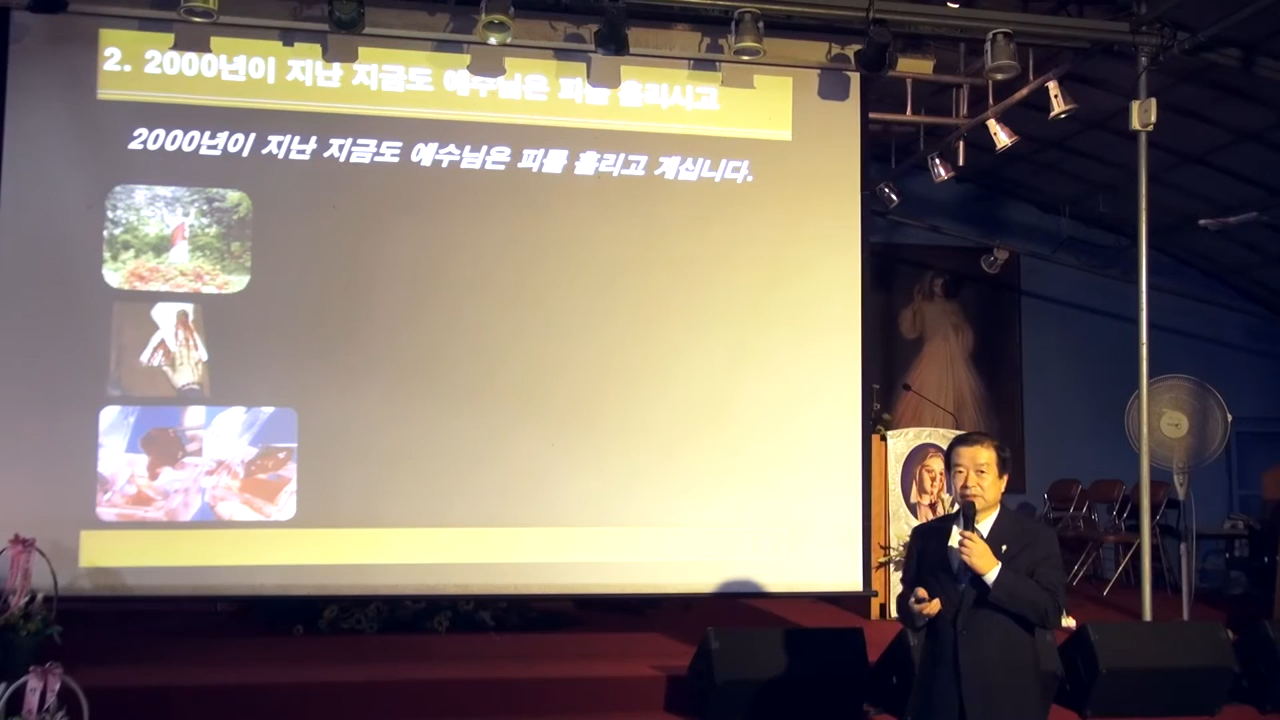 2. 2000년이 지난 지금도 예수님은 피를 흘리시고
2000년이 지난 지금도 예수님은 피를 흘리고 계십니다.